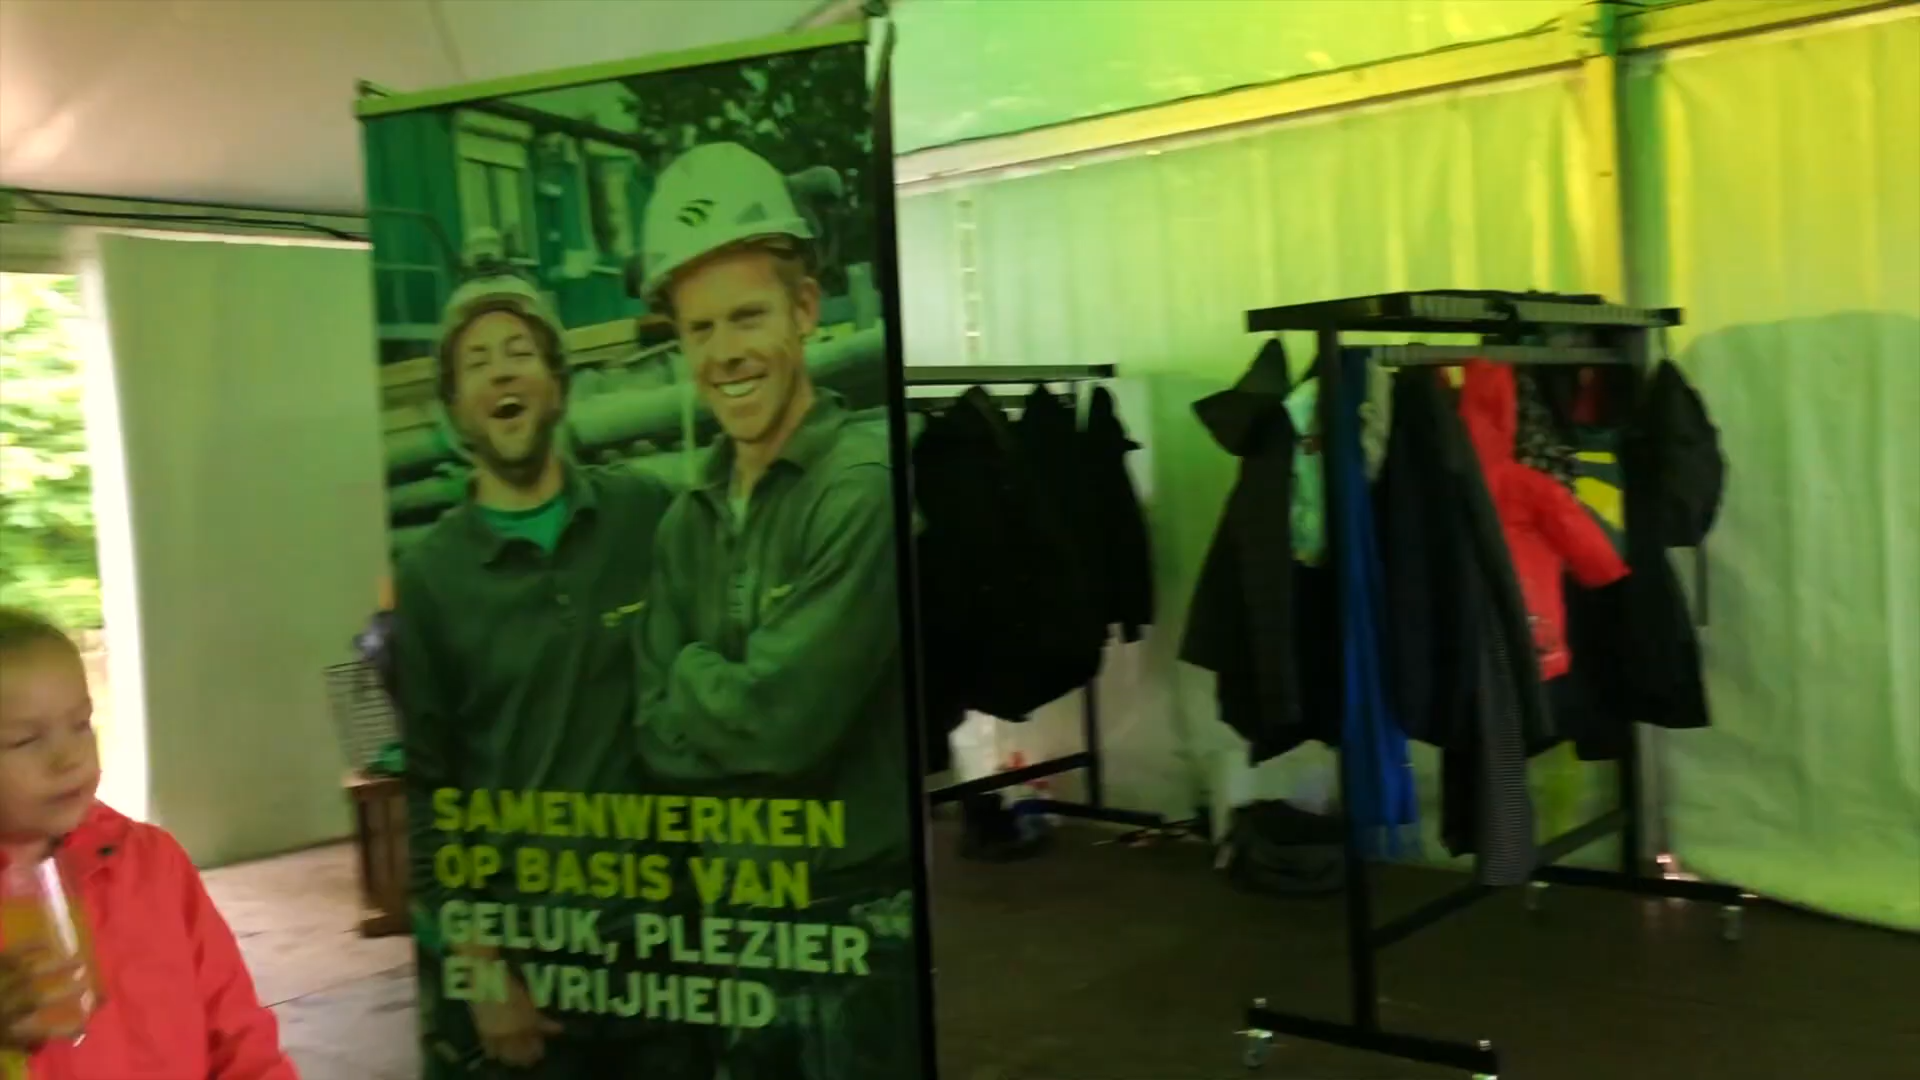 SAMENWERKEN
OP BASIS VAN
GELUK, PLEZIER
EN VRIJHEID